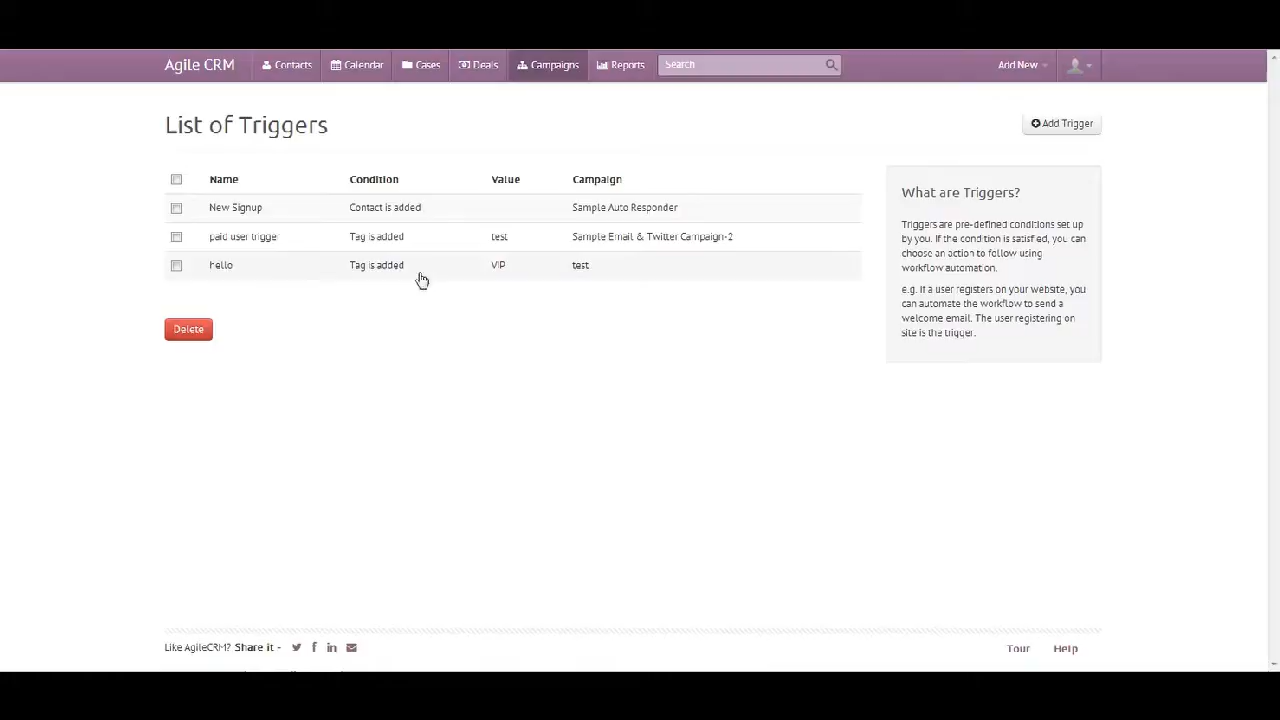 Agile CRM Contacts Calendar Cases Deals Campaigns Reports Search Add New
List of Triggers
Add Trigger
Name Condition Value Campaign
New Signup Contact is added Sample Auto Responder
paid user trigger Tag is added test Sample Email & Twitter Campaign-2
hello Tag is added VIP test
Delete
What are Triggers?
Triggers are pre-defined conditions set up
by you. If the condition is satisfied, you can
choose an action to follow using
workflow automation.
e.g. If a user registers on your website, you
can automate the workflow to send a
welcome email. The user registering on
site is the trigger.
Like AgileCRM? Share it - Tour Help